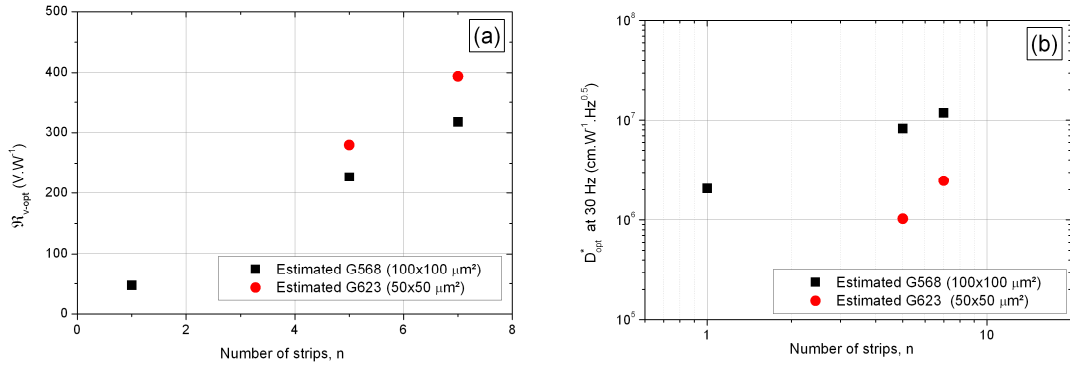 (a)
500
400
300
200
100
0
ℜv-opt (V.W⁻¹)
Estimated G568 (100x100 µm²)
Estimated G623 (50x50 µm²)
0 2 4 6 8
Number of strips, n
(b)
10⁸
10⁷
10⁶
10⁵
D*opt at 30 Hz (cm.W⁻¹.Hz⁰·⁵)
Estimated G568 (100x100 µm²)
Estimated G623 (50x50 µm²)
1 10
Number of strips, n